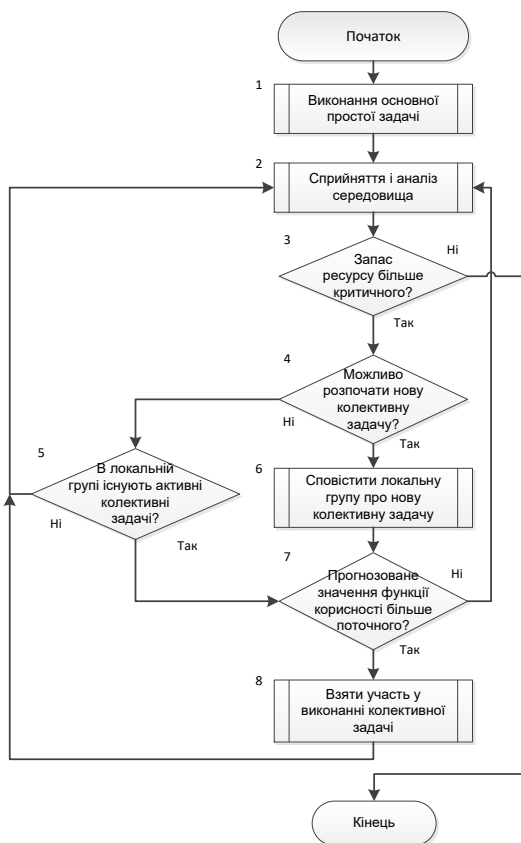 Початок
1
Виконання основної
простої задачі
2
Сприйняття і аналіз
середовища
3
Запас
ресурсу більше
критичного?
Ні
Так
4
Можливо
розпочати нову
колективну
задачу?
Ні
Так
5
В локальній
групі існують активні
колективні
задачі?
Ні
Так
6
Сповістити локальну
групу про нову
колективну задачу
7
Прогнозоване
значення функції
корисності більше
поточного?
Ні
Так
8
Взяти участь у
виконанні колективної
задачі
Кінець